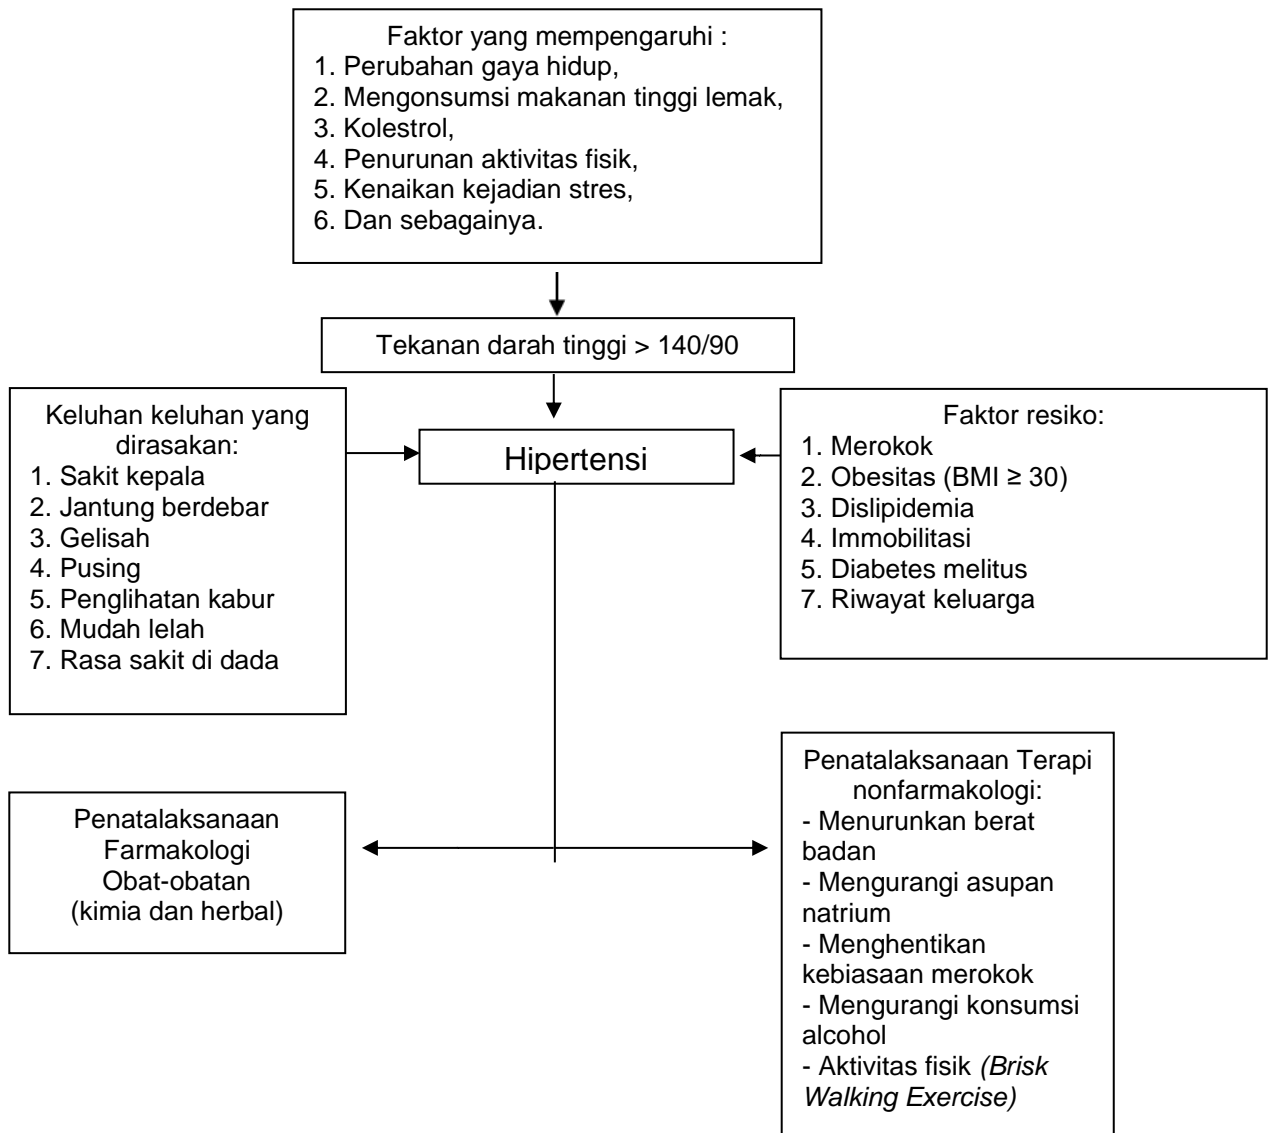 Faktor yang mempengaruhi :
1. Perubahan gaya hidup,
2. Mengonsumsi makanan tinggi lemak,
3. Kolestrol,
4. Penurunan aktivitas fisik,
5. Kenaikan kejadian stres,
6. Dan sebagainya.
Tekanan darah tinggi > 140/90
Keluhan keluhan yang
dirasakan:
1. Sakit kepala
2. Jantung berdebar
3. Gelisah
4. Pusing
5. Penglihatan kabur
6. Mudah lelah
7. Rasa sakit di dada
Hipertensi
Faktor resiko:
1. Merokok
2. Obesitas (BMI ≥ 30)
3. Dislipidemia
4. Immobilitasi
5. Diabetes melitus
7. Riwayat keluarga
Penatalaksanaan
Farmakologi
Obat-obatan
(kimia dan herbal)
Penatalaksanaan Terapi
nonfarmakologi:
- Menurunkan berat
badan
- Mengurangi asupan
natrium
- Menghentikan
kebiasaan merokok
- Mengurangi konsumsi
alcohol
- Aktivitas fisik (Brisk
Walking Exercise)